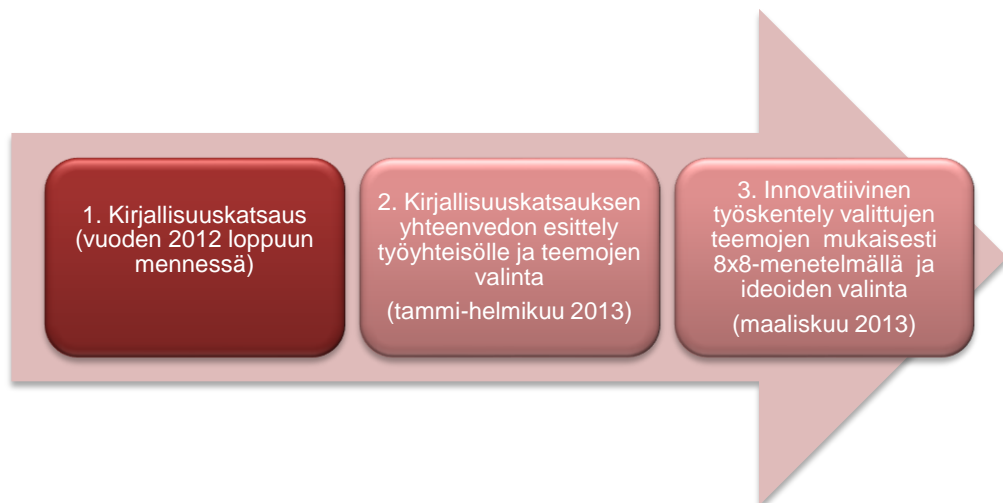 1. Kirjallisuuskatsaus
(vuoden 2012 loppuun
mennessä)
2. Kirjallisuuskatsauksen
yhteenvedon esittely
työyhteisölle ja teemojen
valinta
(tammi-helmikuu 2013)
3. Innovatiivinen
työskentely valittujen
teemojen mukaisesti
8x8-menetelmällä ja
ideoiden valinta
(maaliskuu 2013)